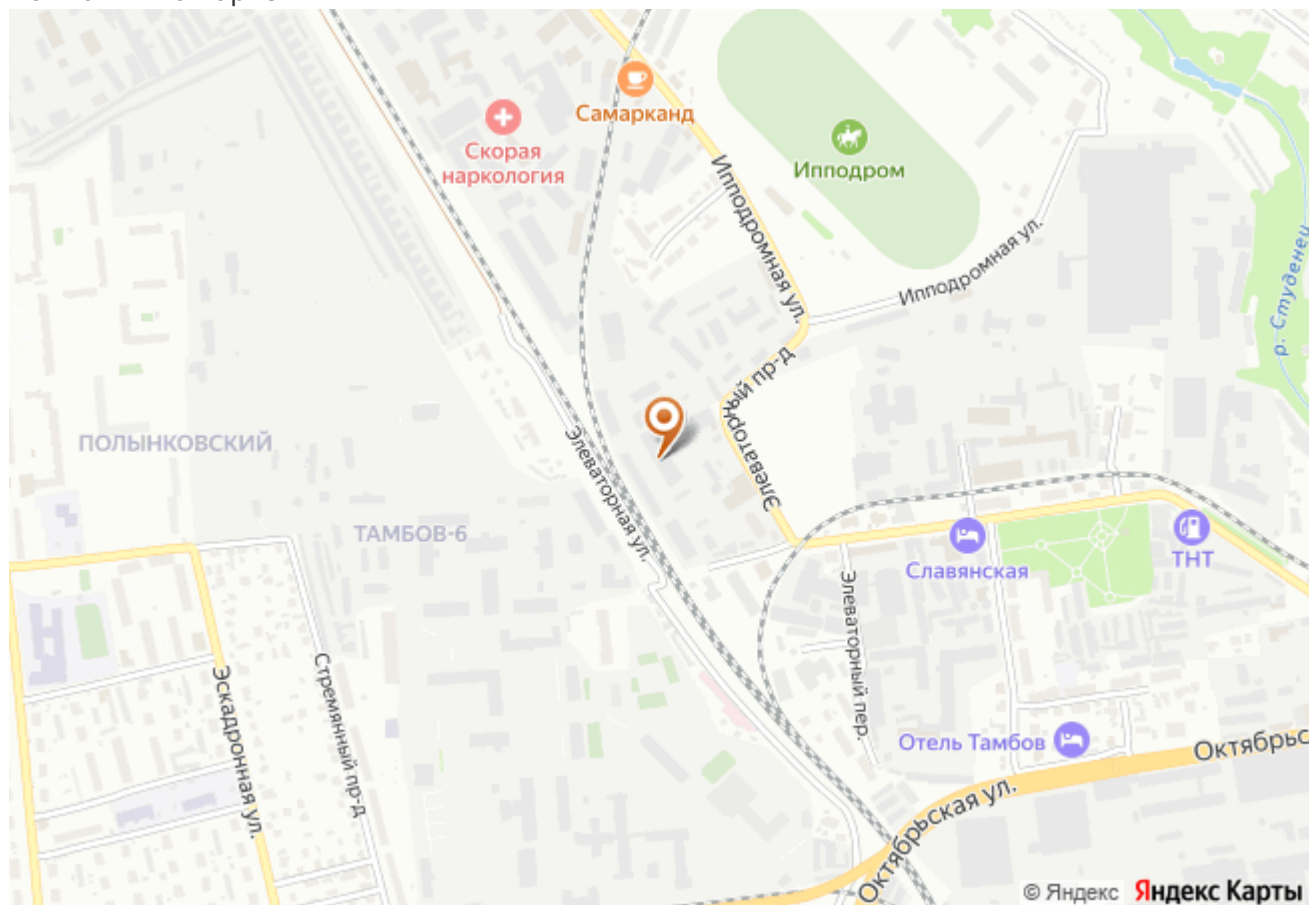 Самарканд
Скорая
наркология
Ипподром
Ипподромная ул.
Ипподромная ул.
р. Студенец
Элеваторный пр-д
ПОЛЫНКОВСКИЙ
Элеваторная ул.
ТАМБОВ-6
Славянская
ТНТ
Элеваторный пер.
Стремянный пр-д
Эскадронная ул.
Отель Тамбов
Октябрьс
Октябрьская ул.
© Яндекс Яндекс Карты